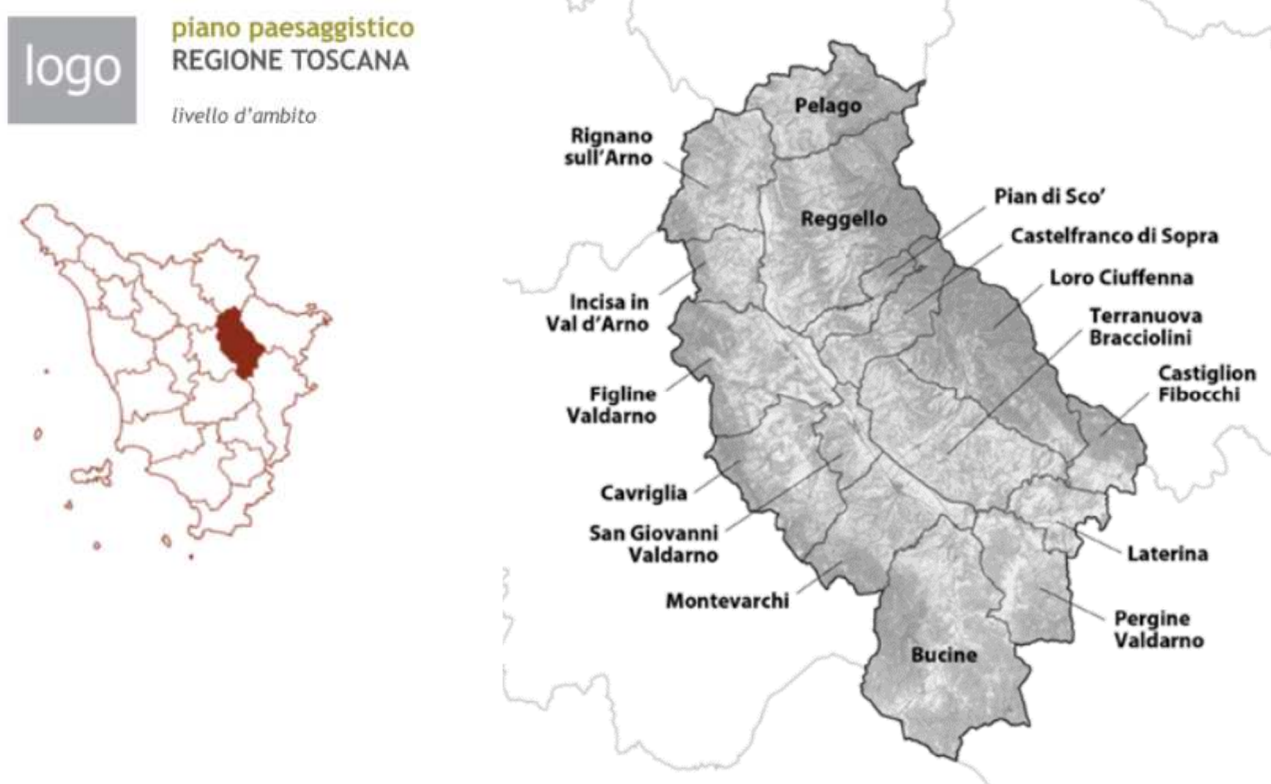 logo
piano paesaggistico
REGIONE TOSCANA
livello d'ambito
Pelago
Rignano
sull'Arno
Reggello
Pian di Sco'
Castelfranco di Sopra
Loro Ciuffenna
Incisa in
Val d'Arno
Terranuova
Bracciolini
Castiglion
Fibocchi
Figline
Valdarno
Cavriglia
San Giovanni
Valdarno
Laterina
Montevarchi
Pergine
Valdarno
Bucine